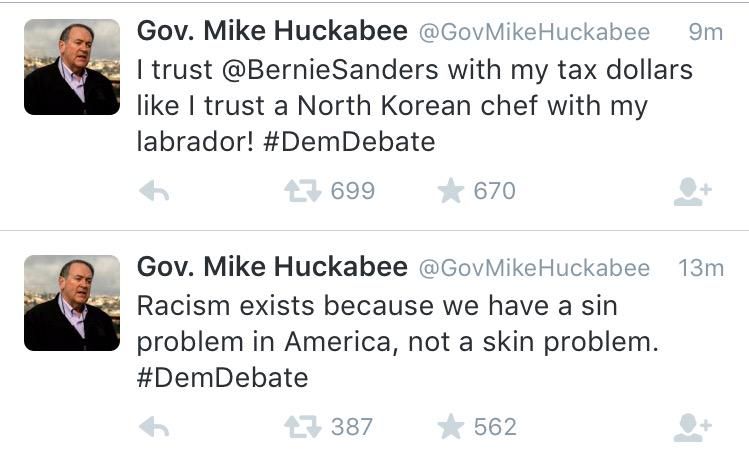 Gov. Mike Huckabee @GovMikeHuckabee 9m
I trust @BernieSanders with my tax dollars
like I trust a North Korean chef with my
labrador! #DemDebate
699 670
Gov. Mike Huckabee @GovMikeHuckabee 13m
Racism exists because we have a sin
problem in America, not a skin problem.
#DemDebate
387 562